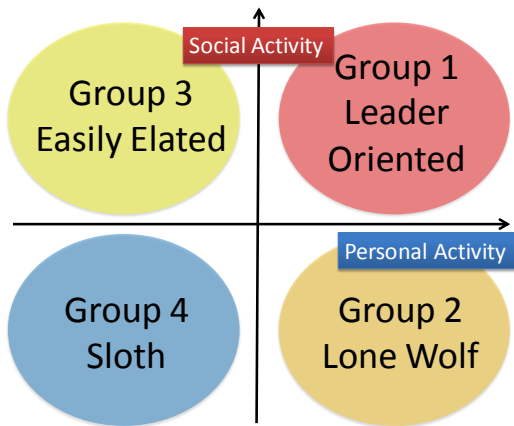 Social Activity
Group 3
Easily Elated
Group 1
Leader
Oriented
Personal Activity
Group 4
Sloth
Group 2
Lone Wolf